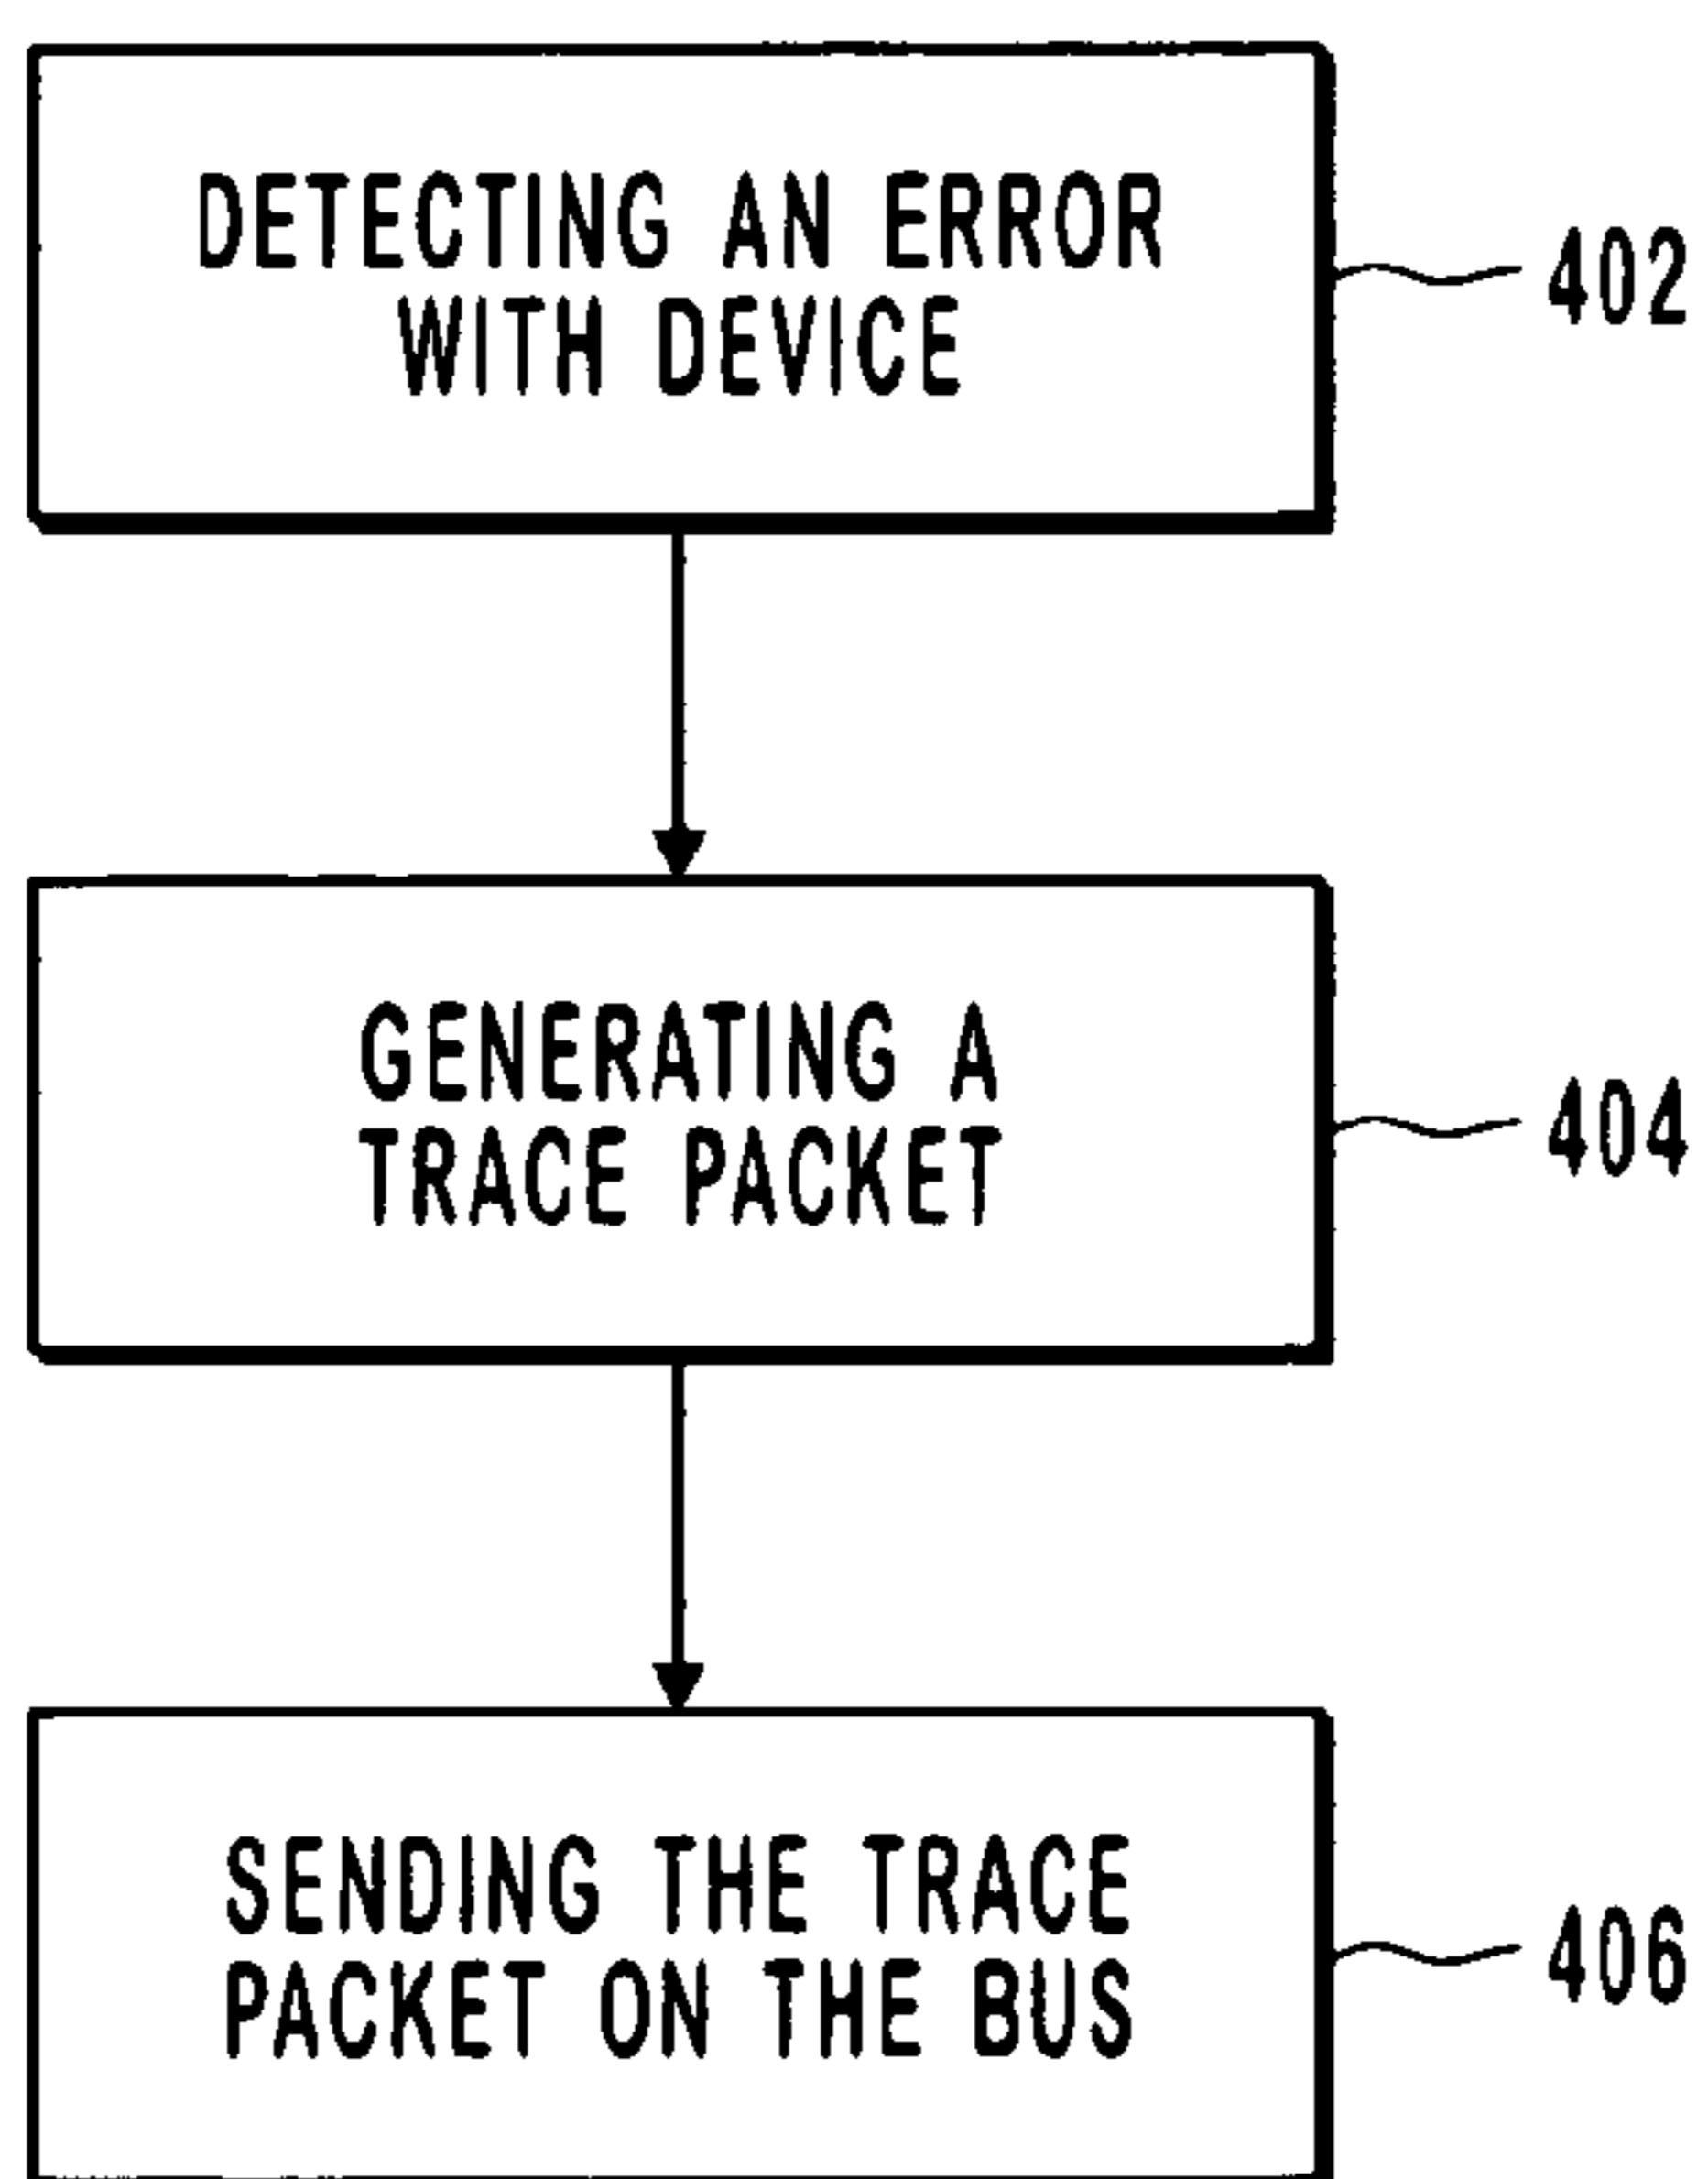 DETECTING AN ERROR
WITH DEVICE
402
GENERATING A
TRACE PACKET
404
SENDING THE TRACE
PACKET ON THE BUS
406